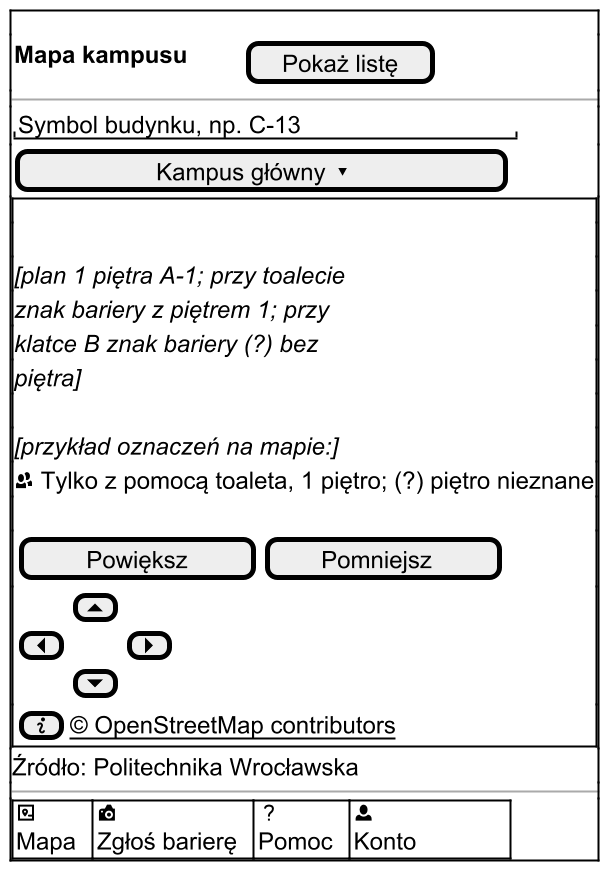 Mapa kampusu
Pokaż listę
Symbol budynku, np. C-13
Kampus główny ▼
[plan 1 piętra A-1; przy toalecie
znak bariery z piętrem 1; przy
klatce B znak bariery (?) bez
piętra]
[przykład oznaczeń na mapie:]
Tylko z pomocą toaleta, 1 piętro; (?) piętro nieznane
Powiększ
Pomniejsz
i © OpenStreetMap contributors
Źródło: Politechnika Wrocławska
?
Mapa Zgłoś barierę Pomoc Konto